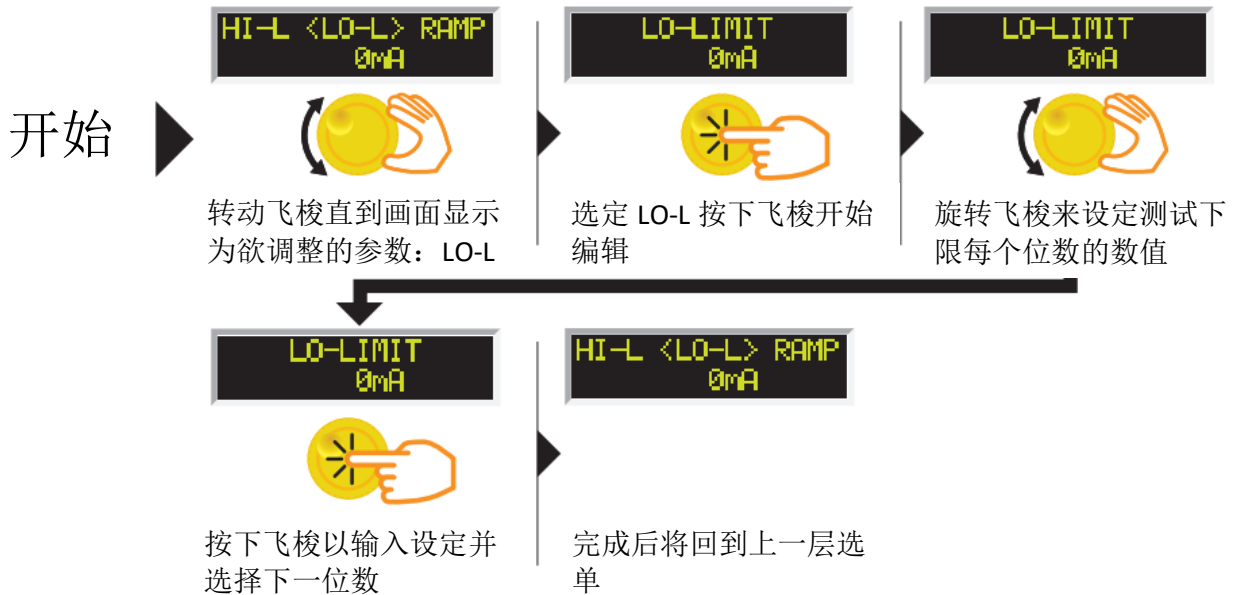 开始
HI-L <LO-L> RAMP
0mA
转动飞梭直到画面显示
为欲调整的参数：LO-L
LO-LIMIT
0mA
选定 LO-L 按下飞梭开始
编辑
LO-LIMIT
0mA
旋转飞梭来设定测试下
限每个位数的数值
LO-LIMIT
0mA
按下飞梭以输入设定并
选择下一位数
HI-L <LO-L> RAMP
0mA
完成后将回到上一层选
单